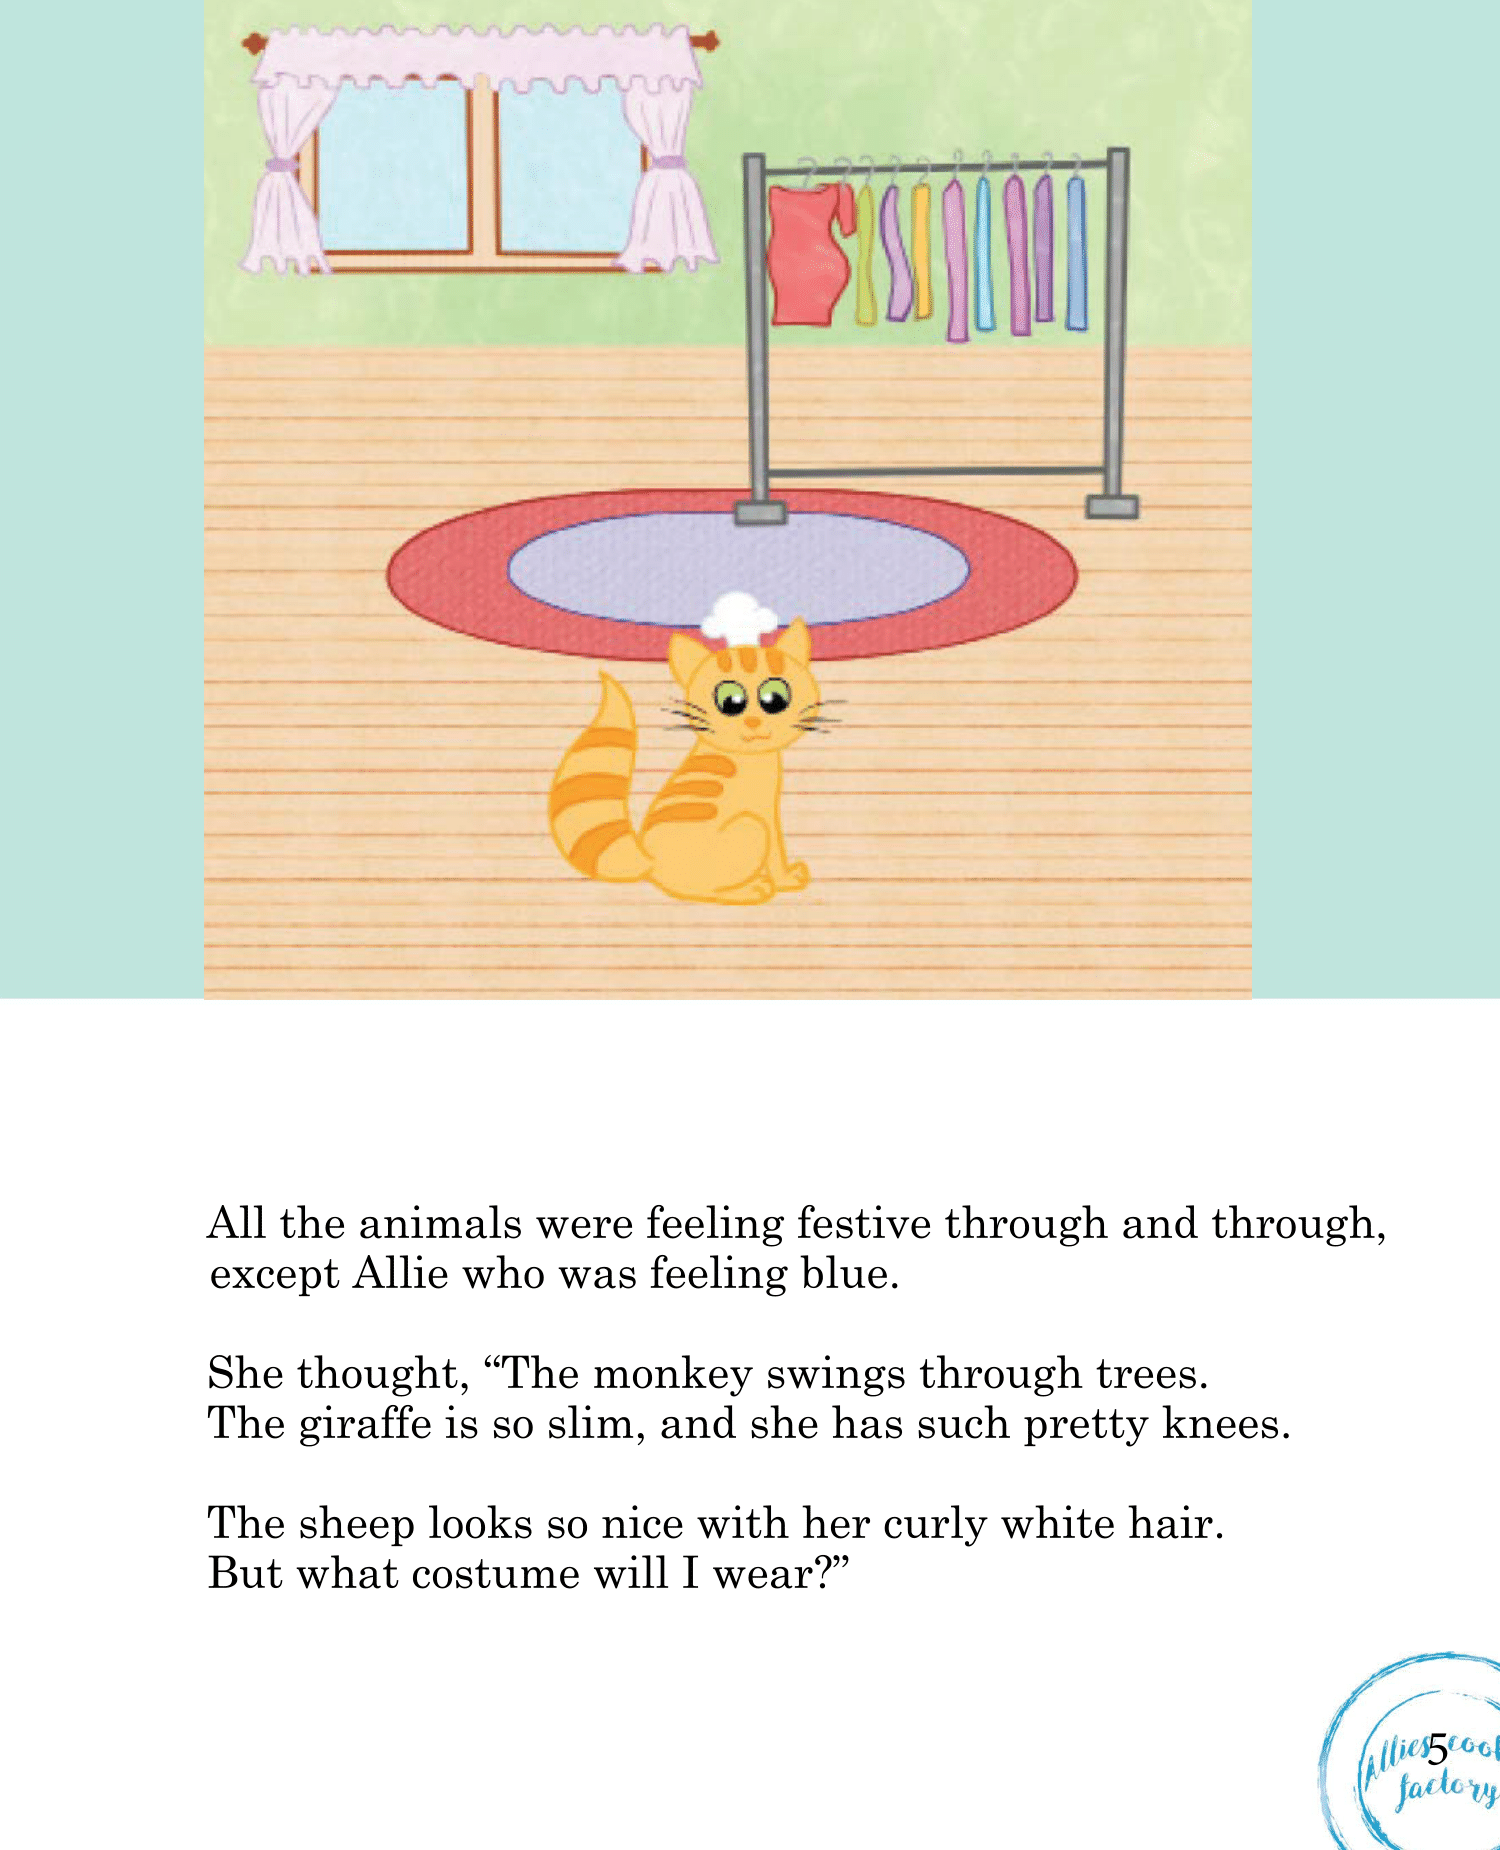 All the animals were feeling festive through and through,
except Allie who was feeling blue.
She thought, “The monkey swings through trees.
The giraffe is so slim, and she has such pretty knees.
The sheep looks so nice with her curly white hair.
But what costume will I wear?”
Allies
5
factory